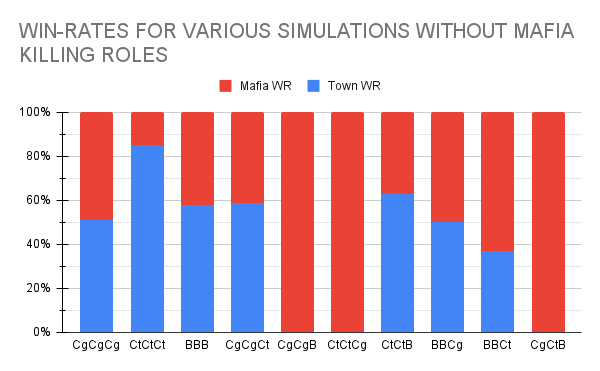 WIN-RATES FOR VARIOUS SIMULATIONS WITHOUT MAFIA
KILLING ROLES
Mafia WR Town WR
100%
80%
60%
40%
20%
0%
CgCgCg CtCtCt BBB CgCgCt CgCgB CtCtCg CtCtB BBCg BBCt CgCtB